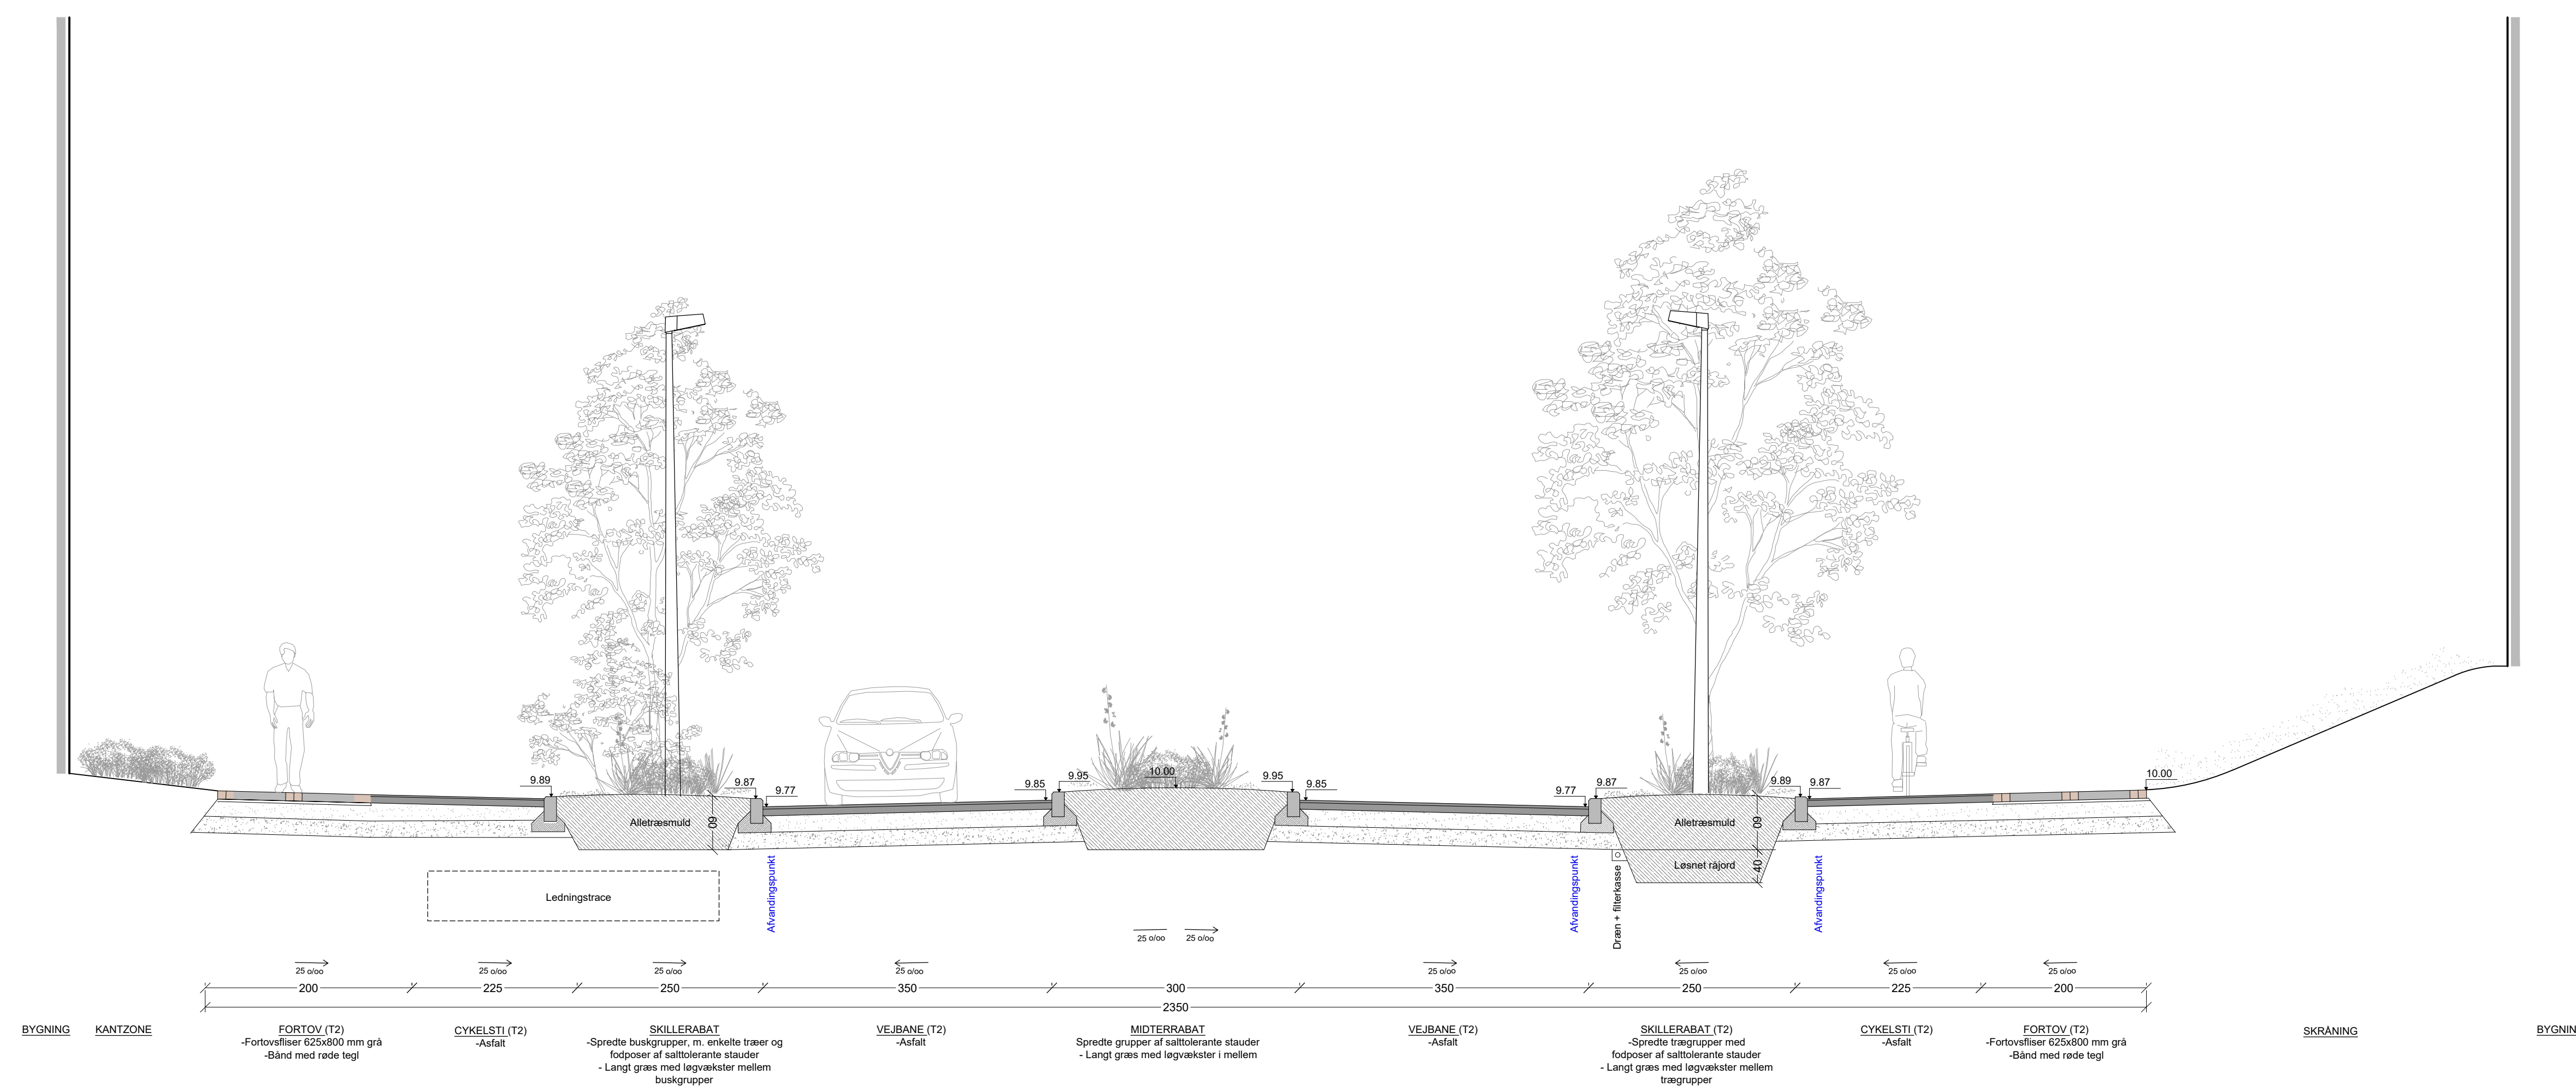 9.89
9.87
9.77
9.85
9.95
10.00
9.95
9.85
9.77
9.87
9.89
9.87
10.00
Alletræsmuld
60
Alletræsmuld
60
Løsnet råjord
40
Ledningstrace
Afvandingspunkt
Afvandingspunkt
Dræn + filterkasse
Afvandingspunkt
25 o/oo
25 o/oo
25 o/oo
25 o/oo
25 o/oo
25 o/oo
25 o/oo
25 o/oo
25 o/oo
25 o/oo
200
225
250
350
300
350
250
225
200
2350
BYGNING
KANTZONE
FORTOV (T2)
-Fortovsfliser 625x800 mm grå
-Bånd med røde tegl
CYKELSTI (T2)
-Asfalt
SKILLERABAT
-Spredte buskgrupper, m. enkelte træer og
fodposer af salttolerante stauder
- Langt græs med løgvækster mellem
buskgrupper
VEJBANE (T2)
-Asfalt
MIDTERRABAT
Spredte grupper af salttolerante stauder
- Langt græs med løgvækster i mellem
VEJBANE (T2)
-Asfalt
SKILLERABAT (T2)
-Spredte trægrupper med
fodposer af salttolerante stauder
- Langt græs med løgvækster mellem
trægrupper
CYKELSTI (T2)
-Asfalt
FORTOV (T2)
-Fortovsfliser 625x800 mm grå
-Bånd med røde tegl
SKRÅNING
BYGNIN